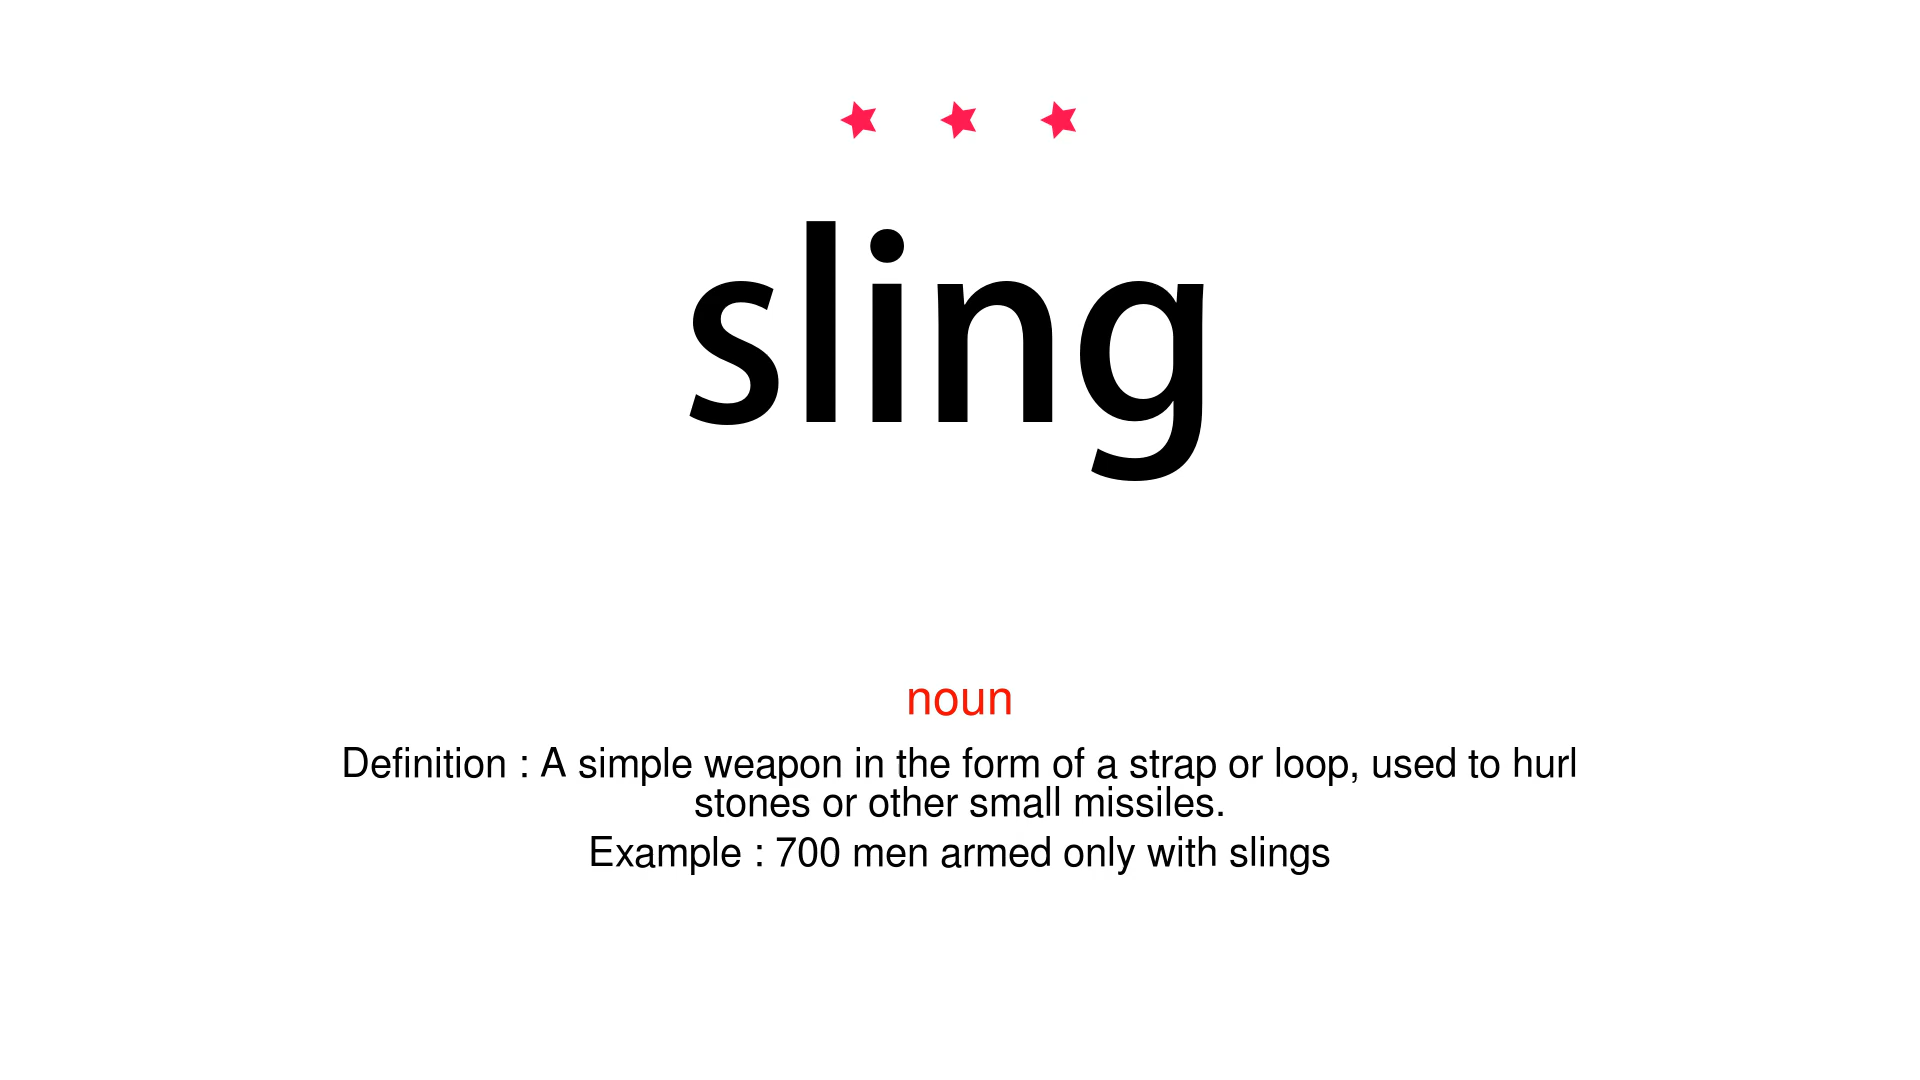 sling
noun
Definition : A simple weapon in the form of a strap or loop, used to hurl
stones or other small missiles.
Example : 700 men armed only with slings